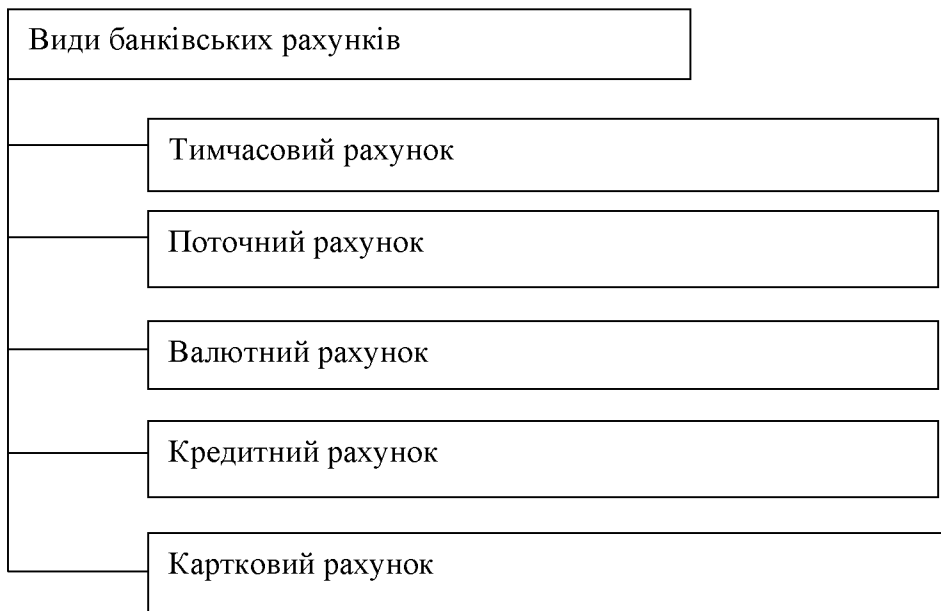 Види банківських рахунків
Тимчасовий рахунок
Поточний рахунок
Валютний рахунок
Кредитний рахунок
Картковий рахунок